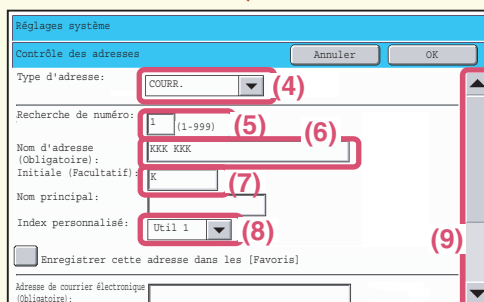 Réglages système
Contrôle des adresses Annuler OK
Type d'adresse: COURR. (4)
Recherche de numéro: 1 (1-999) (5) (6)
Nom d'adresse (Obligatoire): KKK KKK
Initiale (Facultatif): K (7)
Nom principal:
Index personnalisé: Util 1 (8)
(9)
Enregistrer cette adresse dans les [Favoris]
Adresse de courrier électronique
(Obligatoire):